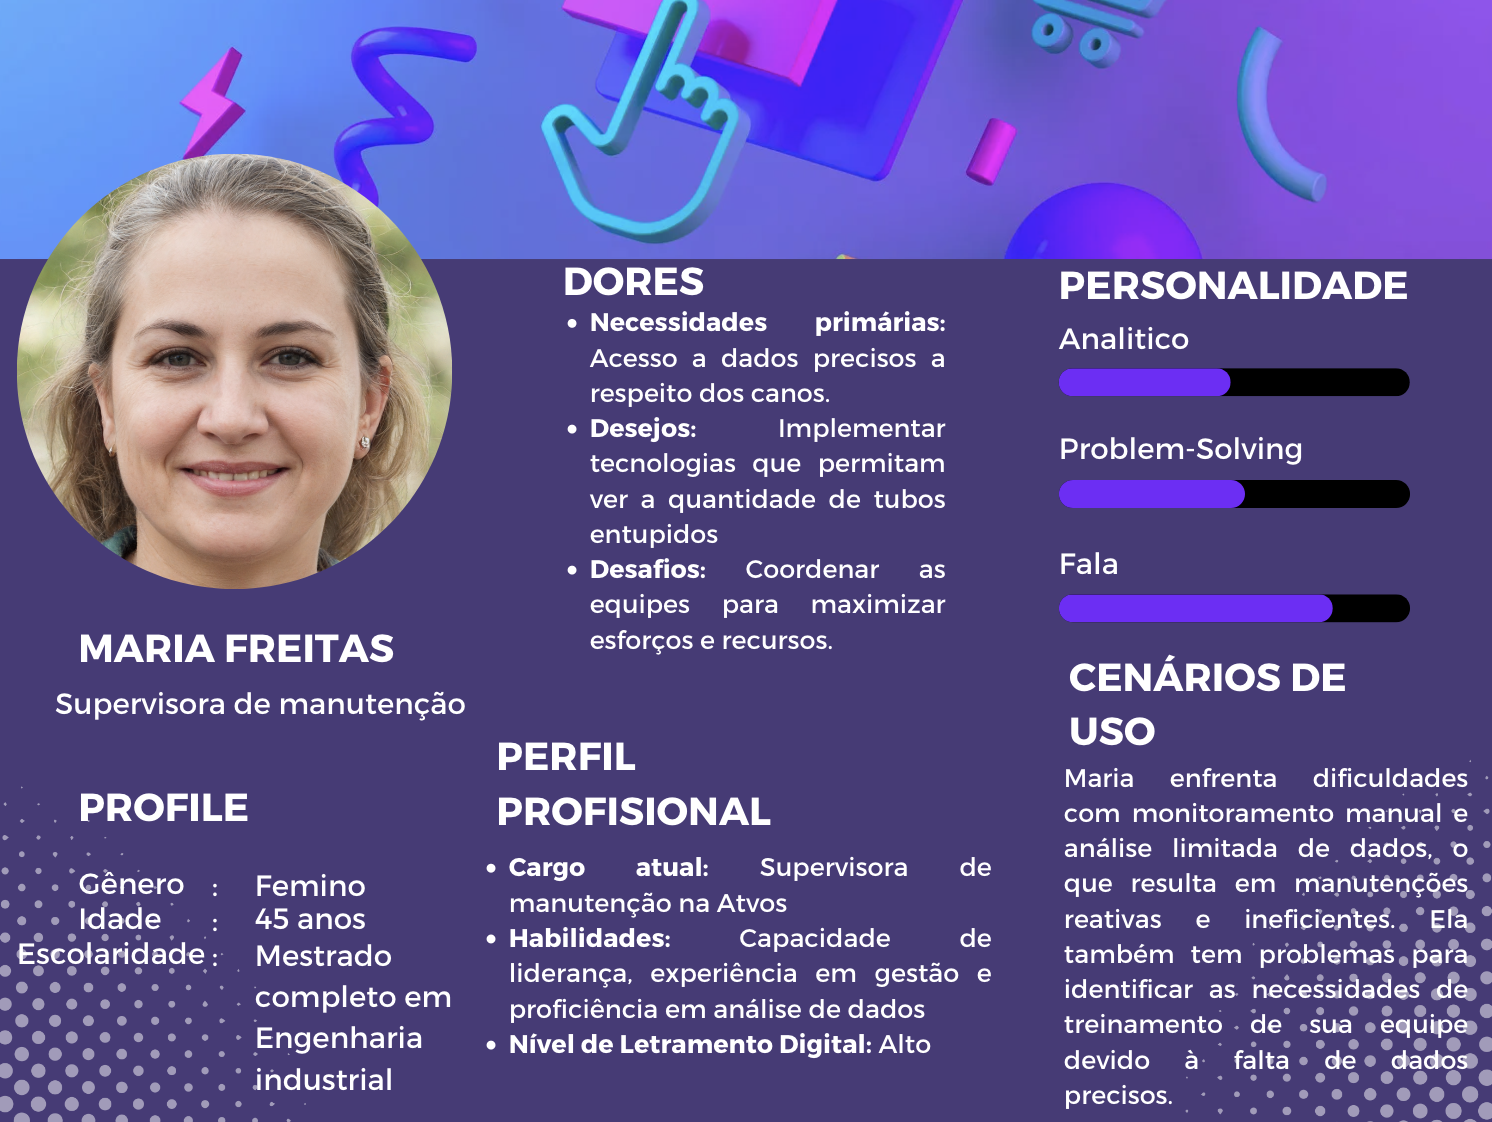 MARIA FREITAS
Supervisora de manutenção
PROFILE
Gênero : Femino
Idade : 45 anos
Escolaridade : Mestrado
completo em
Engenharia
industrial
DORES
• Necessidades primárias:
Acesso a dados precisos a
respeito dos canos.
• Desejos: Implementar
tecnologias que permitam
ver a quantidade de tubos
entupidos
• Desafios: Coordenar as
equipes para maximizar
esforços e recursos.
PERFIL
PROFISIONAL
• Cargo atual: Supervisora de
manutenção na Atvos
• Habilidades: Capacidade de
liderança, experiência em gestão e
proficiência em análise de dados
• Nível de Letramento Digital: Alto
PERSONALIDADE
Analitico
Problem-Solving
Fala
CENÁRIOS DE
USO
Maria enfrenta dificuldades
com monitoramento manual e
análise limitada de dados, o
que resulta em manutenções
reativas e ineficientes. Ela
também tem problemas para
identificar as necessidades de
treinamento de sua equipe
devido à falta de dados
precisos.